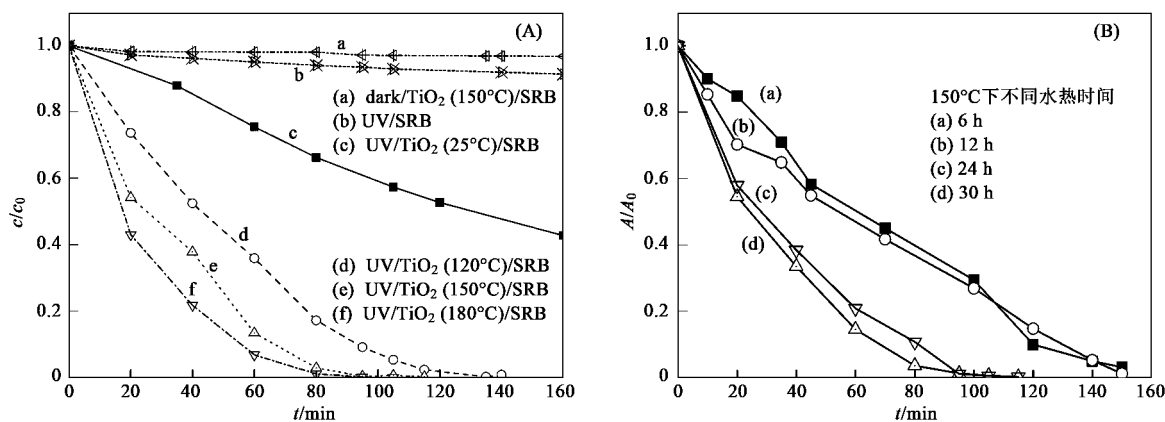 (A)
1.0
0.8
0.6
0.4
0.2
0
c/c₀
0 20 40 60 80 100 120 140 160
t/min
a
b
c
d
e
f
(a) dark/TiO₂ (150°C)/SRB
(b) UV/SRB
(c) UV/TiO₂ (25°C)/SRB
(d) UV/TiO₂ (120°C)/SRB
(e) UV/TiO₂ (150°C)/SRB
(f) UV/TiO₂ (180°C)/SRB
(B)
1.0
0.8
0.6
0.4
0.2
0
A/A₀
0 20 40 60 80 100 120 140 160
t/min
(a)
(b)
(c)
(d)
150°C下不同水热时间
(a) 6 h
(b) 12 h
(c) 24 h
(d) 30 h